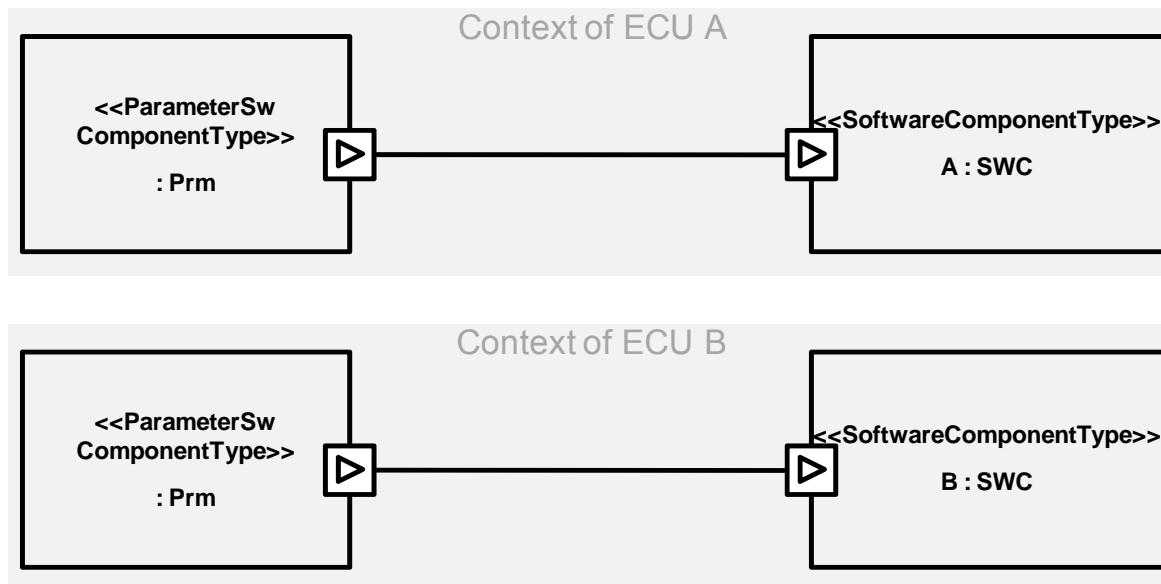 Context of ECU A
<<ParameterSw
ComponentType>>
: Prm
<<SoftwareComponentType>>
A : SWC
Context of ECU B
<<ParameterSw
ComponentType>>
: Prm
<<SoftwareComponentType>>
B : SWC